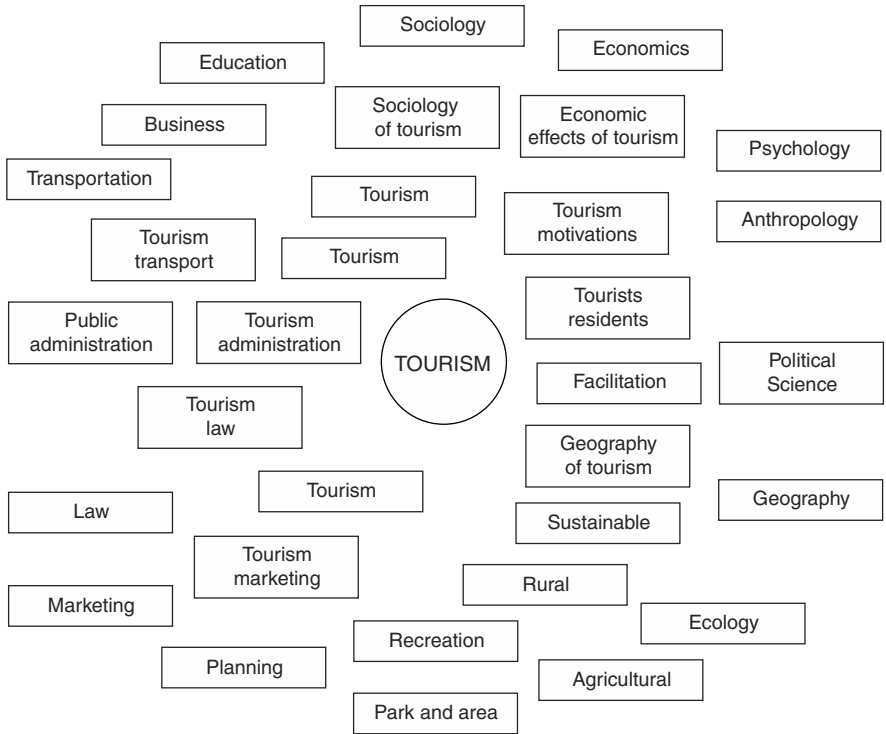 Sociology
Economics
Education
Sociology
of tourism
Economic
effects of tourism
Business
Psychology
Transportation
Tourism
Tourism
motivations
Anthropology
Tourism
transport
Tourism
Tourists
residents
Public
administration
Tourism
administration
TOURISM
Political
Science
Facilitation
Tourism
law
Geography
of tourism
Tourism
Geography
Law
Sustainable
Tourism
marketing
Rural
Marketing
Ecology
Recreation
Planning
Agricultural
Park and area